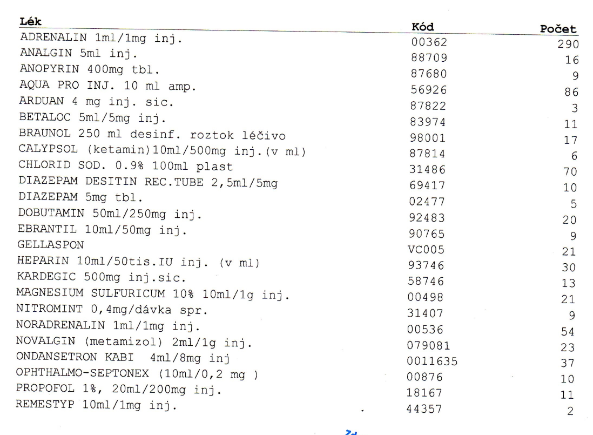 Lék Kód Počet
ADRENALIN 1ml/1mg inj. 00362 290
ANALGIN 5ml inj. 88709 16
ANOPYRIN 400mg tbl. 87680 9
AQUA PRO INJ. 10 ml amp. 56926 86
ARDUAN 4 mg inj. sic. 87822 3
BETALOC 5ml/5mg inj. 83974 11
BRAUNOL 250 ml desinf. roztok léčivo 98001 17
CALYPSOL (ketamin)10ml/500mg inj.(v ml) 87814 6
CHLORID SOD. 0.9% 100ml plast 31486 70
DIAZEPAM DESITIN REC.TUBE 2,5ml/5mg 69417 10
DIAZEPAM 5mg tbl. 02477 5
DOBUTAMIN 50ml/250mg inj. 92483 20
EBRANTIL 10ml/50mg inj. 90765 9
GELLASPON VC005 21
HEPARIN 10ml/50tis.IU inj. (v ml) 93746 30
KARDEGIC 500mg inj.sic. 58746 13
MAGNESIUM SULFURICUM 10% 10ml/1g inj. 00498 21
NITROMINT 0,4mg/dávka spr. 31407 9
NORADRENALIN 1ml/1mg inj. 00536 54
NOVALGIN (metamizol) 2ml/1g inj. 079081 23
ONDANSETRON KABI 4ml/8mg inj 0011635 37
OPHTHALMO-SEPTONEX (10ml/0,2 mg ) 00876 10
PROPOFOL 1%, 20ml/200mg inj. 18167 11
REMESTYP 10ml/1mg inj. 44357 2